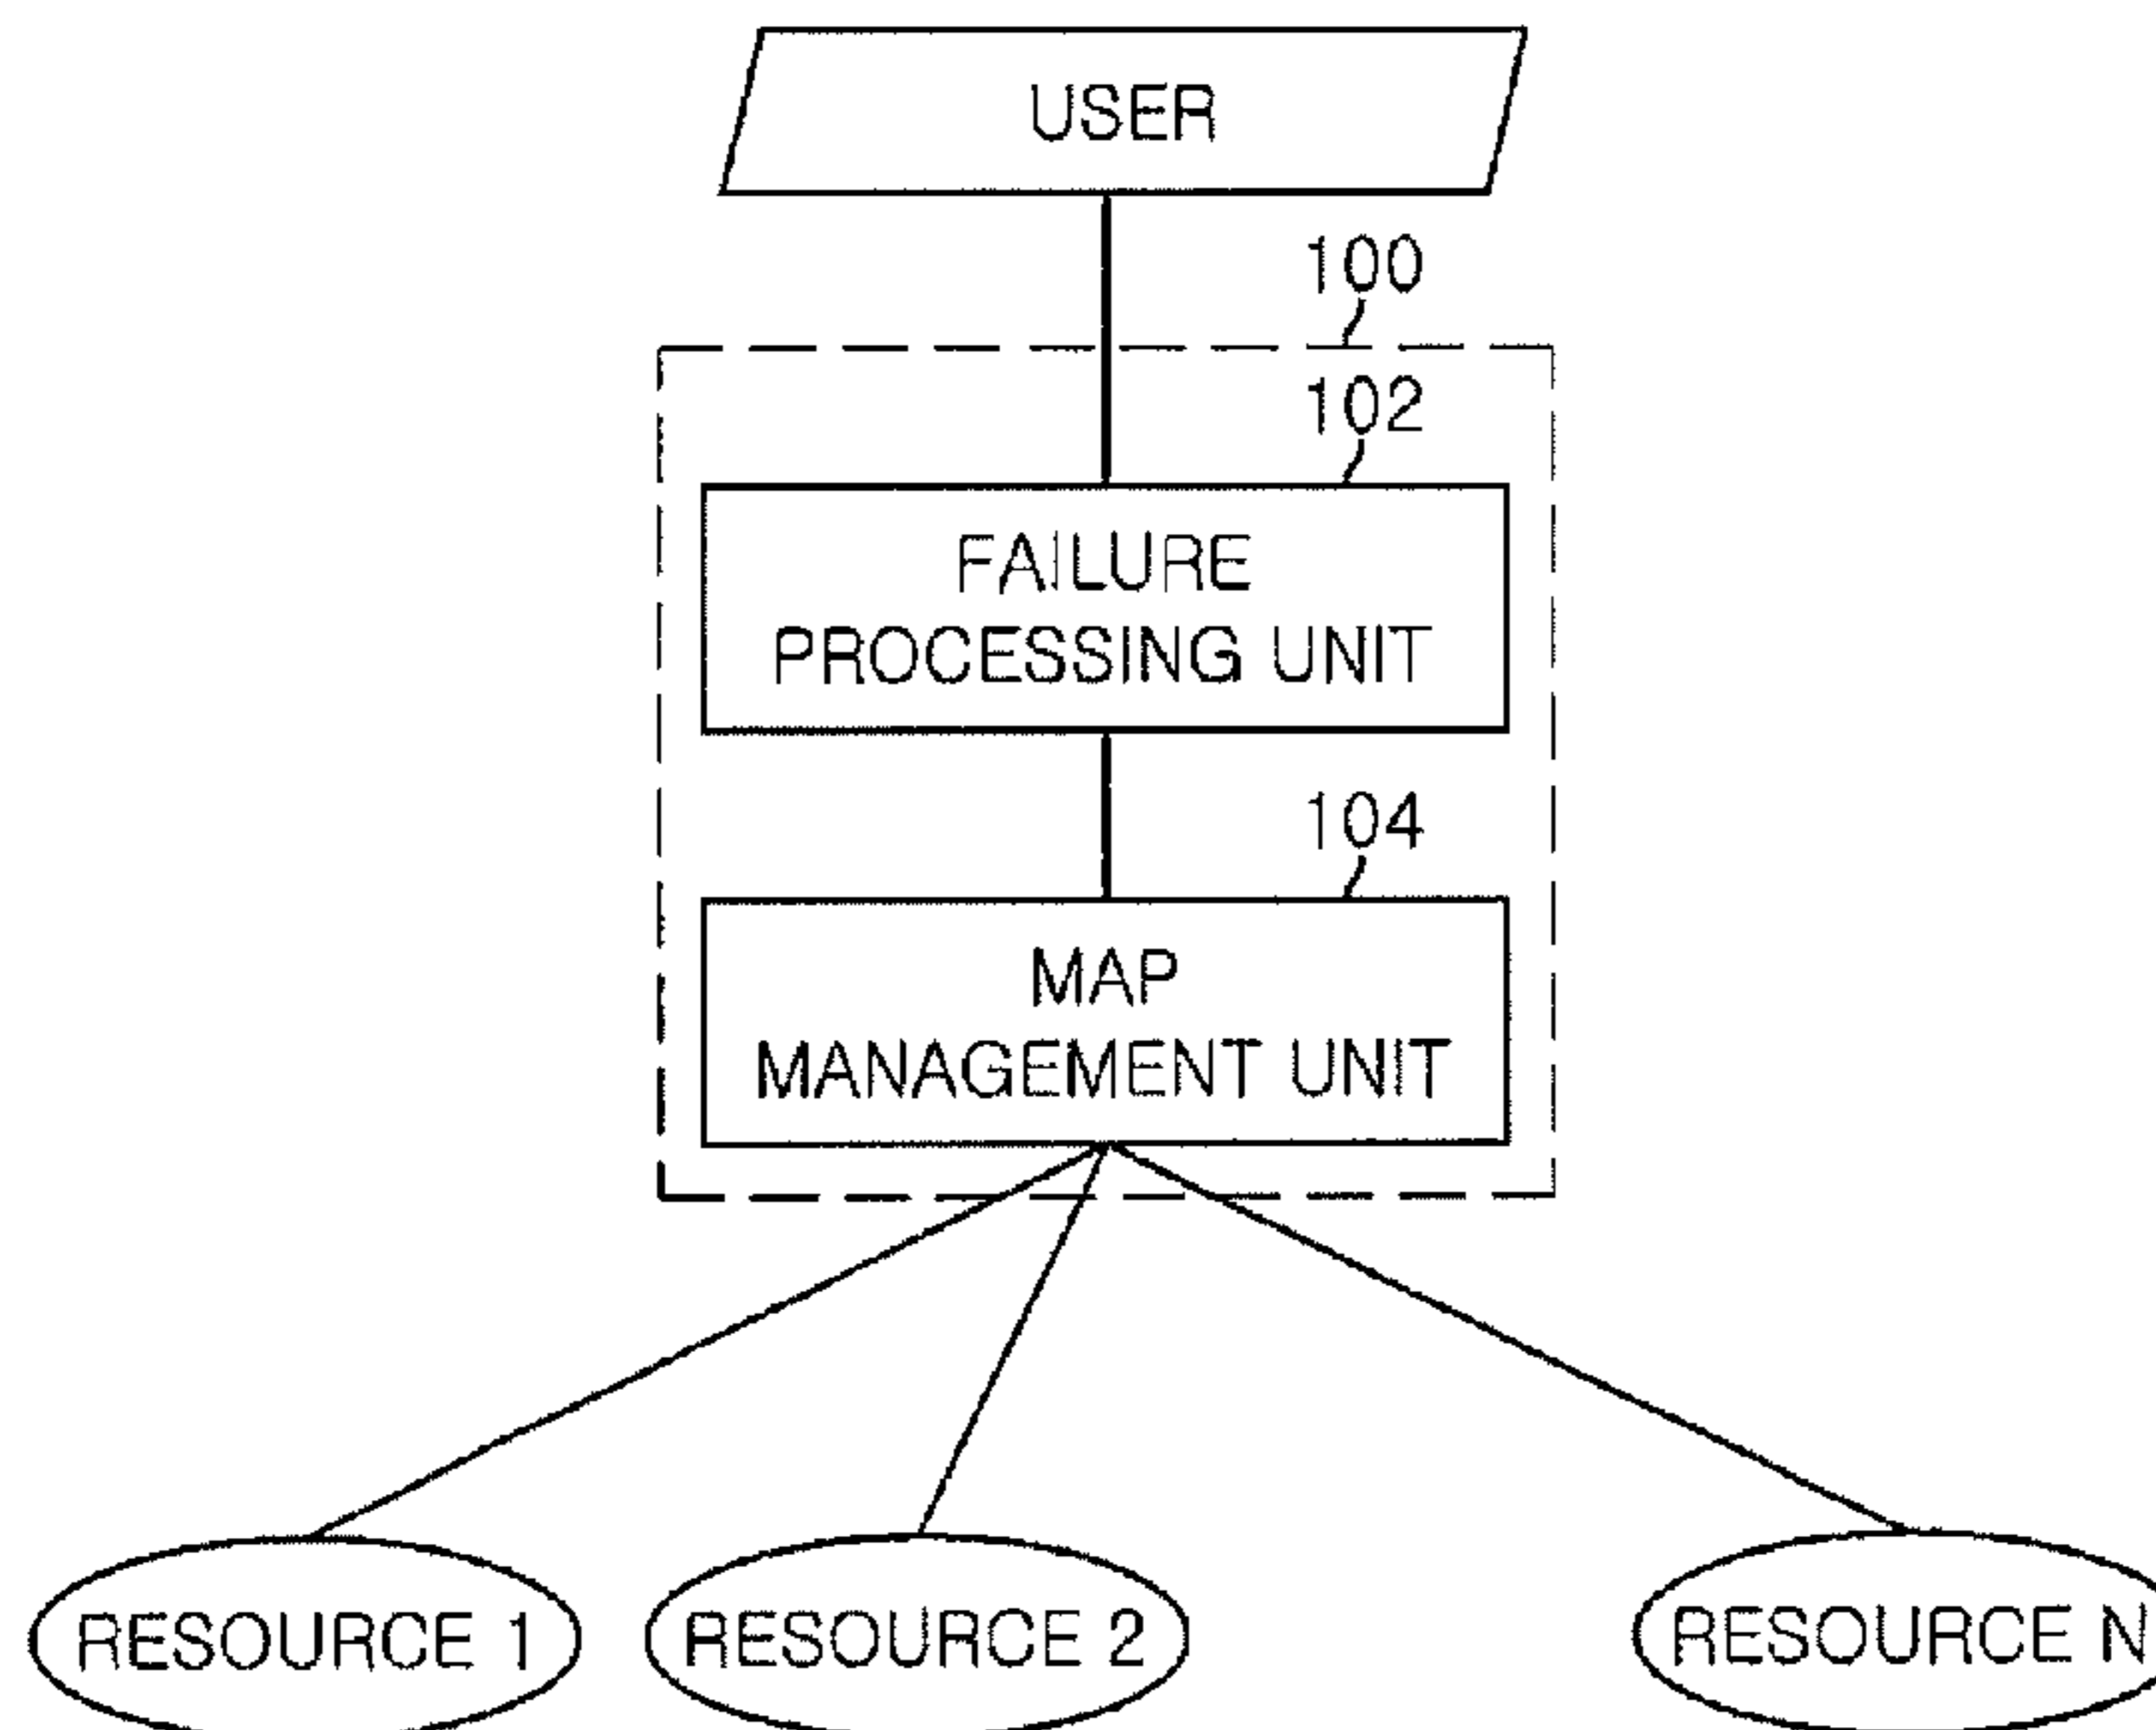 USER
100
102
FAILURE
PROCESSING UNIT
104
MAP
MANAGEMENT UNIT
RESOURCE 1 RESOURCE 2 RESOURCE N